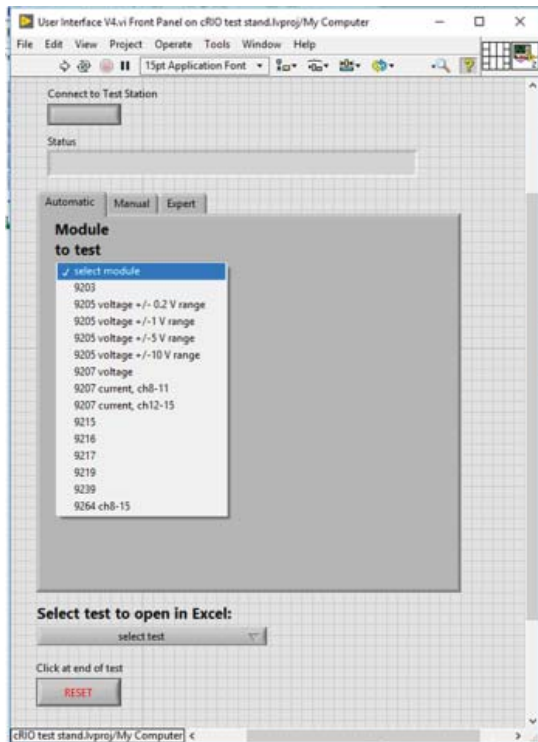 User Interface V4.vi Front Panel on cRIO test stand.lvproj/My Computer
File Edit View Project Operate Tools Window Help
15pt Application Font
Connect to Test Station
Status
Automatic Manual Expert
Module
to test
✓ select module
9203
9205 voltage +/- 0.2 V range
9205 voltage +/-1 V range
9205 voltage +/-5 V range
9205 voltage +/-10 V range
9207 voltage
9207 current, ch8-11
9207 current, ch12-15
9215
9216
9217
9219
9239
9264 ch8-15
Select test to open in Excel:
select test
Click at end of test
RESET
cRIO test stand.lvproj/My Computer